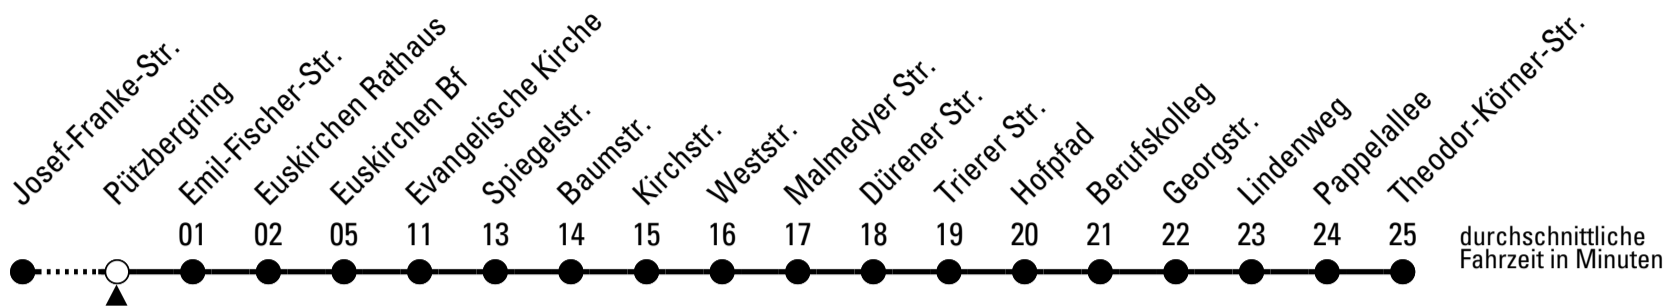 Josef-Franke-Str.
Pützbergring
Emil-Fischer-Str.
Euskirchen Rathaus
Euskirchen Bf
Evangelische Kirche
Spiegelstr.
Baumstr.
Kirchstr.
Weststr.
Malmedyer Str.
Dürener Str.
Trierer Str.
Hofpfad
Berufskolleg
Georgstr.
Lindenweg
Pappelallee
Theodor-Körner-Str.
01 02 05 11 13 14 15 16 17 18 19 20 21 22 23 24 25
durchschnittliche
Fahrzeit in Minuten